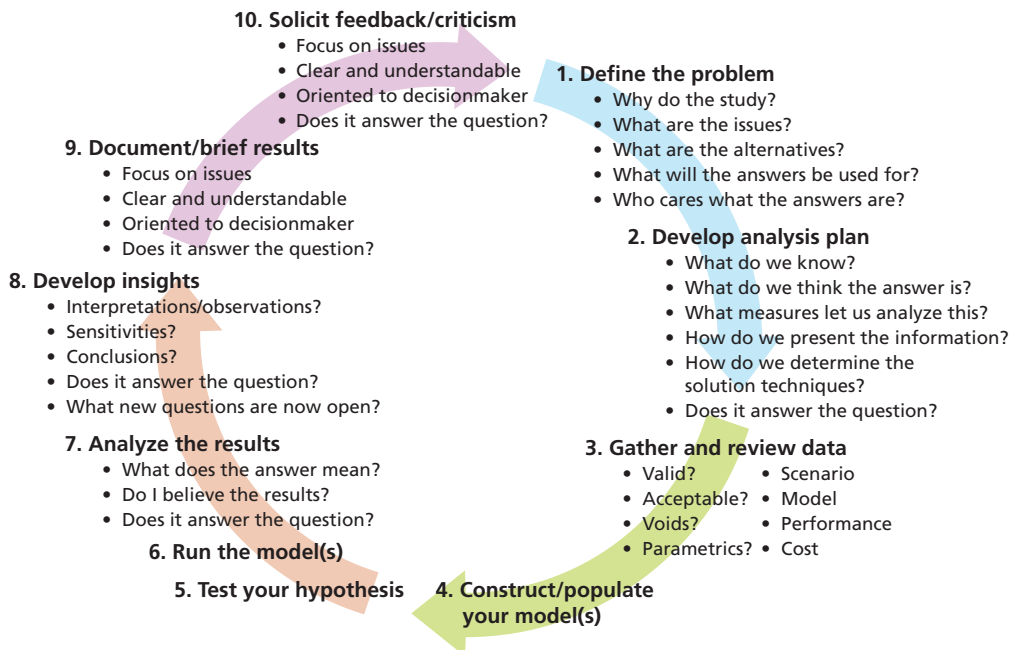 10. Solicit feedback/criticism
• Focus on issues
• Clear and understandable
• Oriented to decisionmaker
• Does it answer the question?
1. Define the problem
• Why do the study?
• What are the issues?
• What are the alternatives?
• What will the answers be used for?
• Who cares what the answers are?
2. Develop analysis plan
• What do we know?
• What do we think the answer is?
• What measures let us analyze this?
• How do we present the information?
• How do we determine the
solution techniques?
• Does it answer the question?
3. Gather and review data
• Valid?
• Acceptable?
• Voids?
• Parametrics?
• Scenario
• Model
• Performance
• Cost
4. Construct/populate
your model(s)
5. Test your hypothesis
6. Run the model(s)
7. Analyze the results
• What does the answer mean?
• Do I believe the results?
• Does it answer the question?
8. Develop insights
• Interpretations/observations?
• Sensitivities?
• Conclusions?
• Does it answer the question?
• What new questions are now open?
9. Document/brief results
• Focus on issues
• Clear and understandable
• Oriented to decisionmaker
• Does it answer the question?